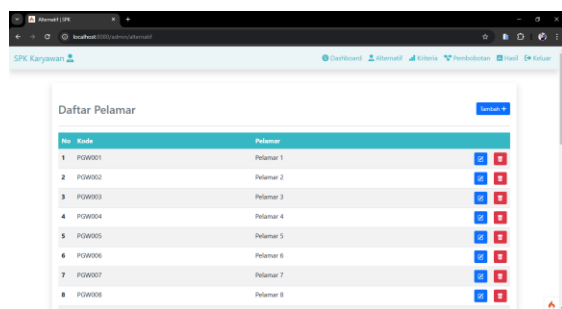 Alternatif | SPK
localhost:8080/admin/alternatif
SPK Karyawan
Dashboard Alternatif Kriteria Pembobotan Hasil Keluar
Daftar Pelamar
No Kode Pelamar
1 PGW001 Pelamar 1
2 PGW002 Pelamar 2
3 PGW003 Pelamar 3
4 PGW004 Pelamar 4
5 PGW005 Pelamar 5
6 PGW006 Pelamar 6
7 PGW007 Pelamar 7
8 PGW008 Pelamar 8